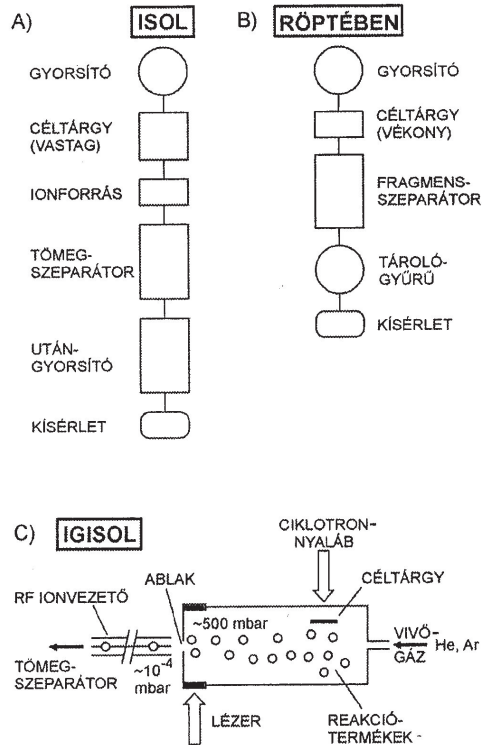 A) ISOL
GYORSÍTÓ
CÉLTÁRGY
(VASTAG)
IONFORRÁS
TÖMEG-
SZEPARÁTOR
UTÁN-
GYORSÍTÓ
KÍSÉRLET
B) RÖPTÉBEN
GYORSÍTÓ
CÉLTÁRGY
(VÉKONY)
FRAGMENS-
SZEPARÁTOR
TÁROLÓ-
GYŰRŰ
KÍSÉRLET
C) IGISOL
CIKLOTRON-
NYALÁB
ABLAK
CÉLTÁRGY
RF IONVEZETŐ
~500 mbar
VIVŐ-
GÁZ
He, Ar
TÖMEG-
SZEPARÁTOR
~10⁻⁴
mbar
LÉZER
REAKCIÓ-
TERMÉKEK